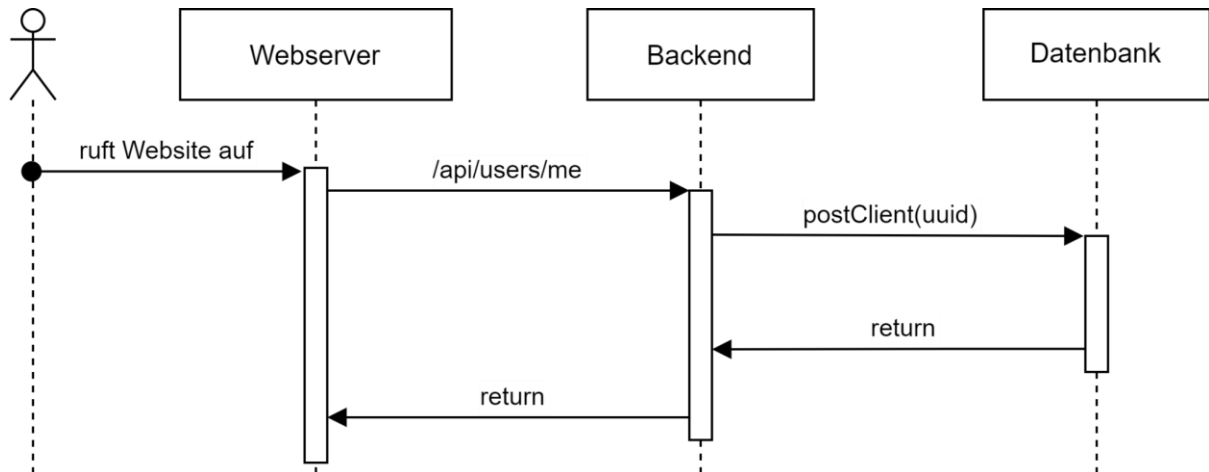 Webserver
Backend
Datenbank
ruft Website auf
/api/users/me
postClient(uuid)
return
return